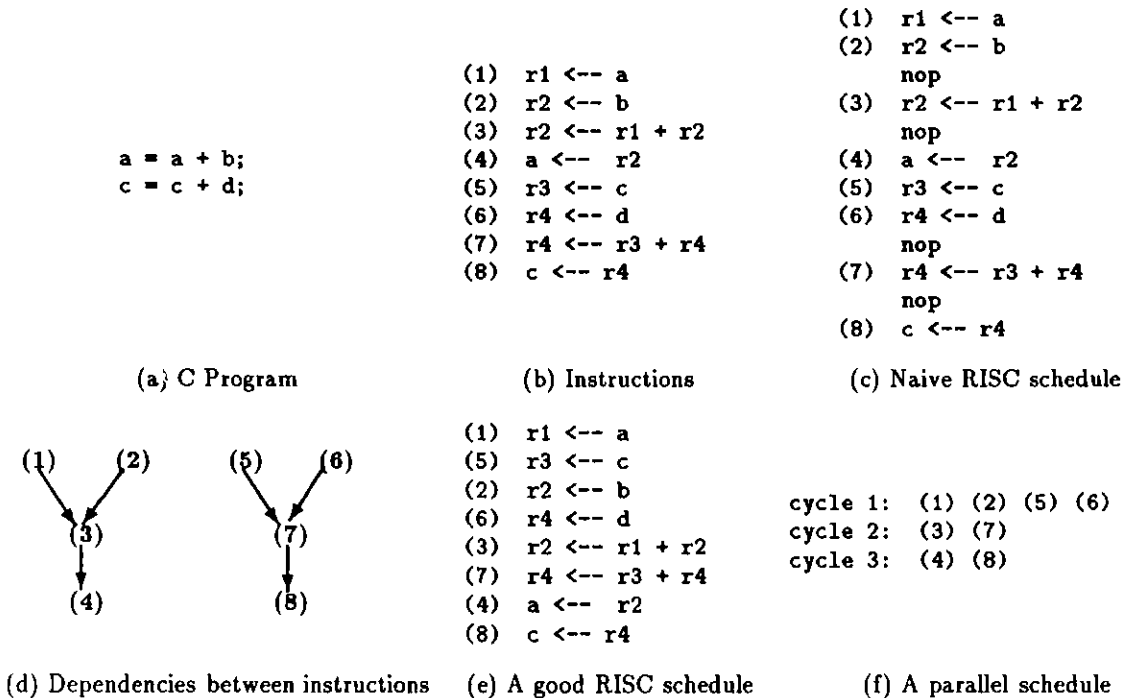 a = a + b;
c = c + d;
(a) C Program
(1) r1 <-- a
(2) r2 <-- b
(3) r2 <-- r1 + r2
(4) a <-- r2
(5) r3 <-- c
(6) r4 <-- d
(7) r4 <-- r3 + r4
(8) c <-- r4
(b) Instructions
(1) r1 <-- a
(2) r2 <-- b
nop
(3) r2 <-- r1 + r2
nop
(4) a <-- r2
(5) r3 <-- c
(6) r4 <-- d
nop
(7) r4 <-- r3 + r4
nop
(8) c <-- r4
(c) Naive RISC schedule
(1) (2) (5) (6)
(3) (7)
(4) (8)
(d) Dependencies between instructions
(1) r1 <-- a
(5) r3 <-- c
(2) r2 <-- b
(6) r4 <-- d
(3) r2 <-- r1 + r2
(7) r4 <-- r3 + r4
(4) a <-- r2
(8) c <-- r4
(e) A good RISC schedule
cycle 1: (1) (2) (5) (6)
cycle 2: (3) (7)
cycle 3: (4) (8)
(f) A parallel schedule